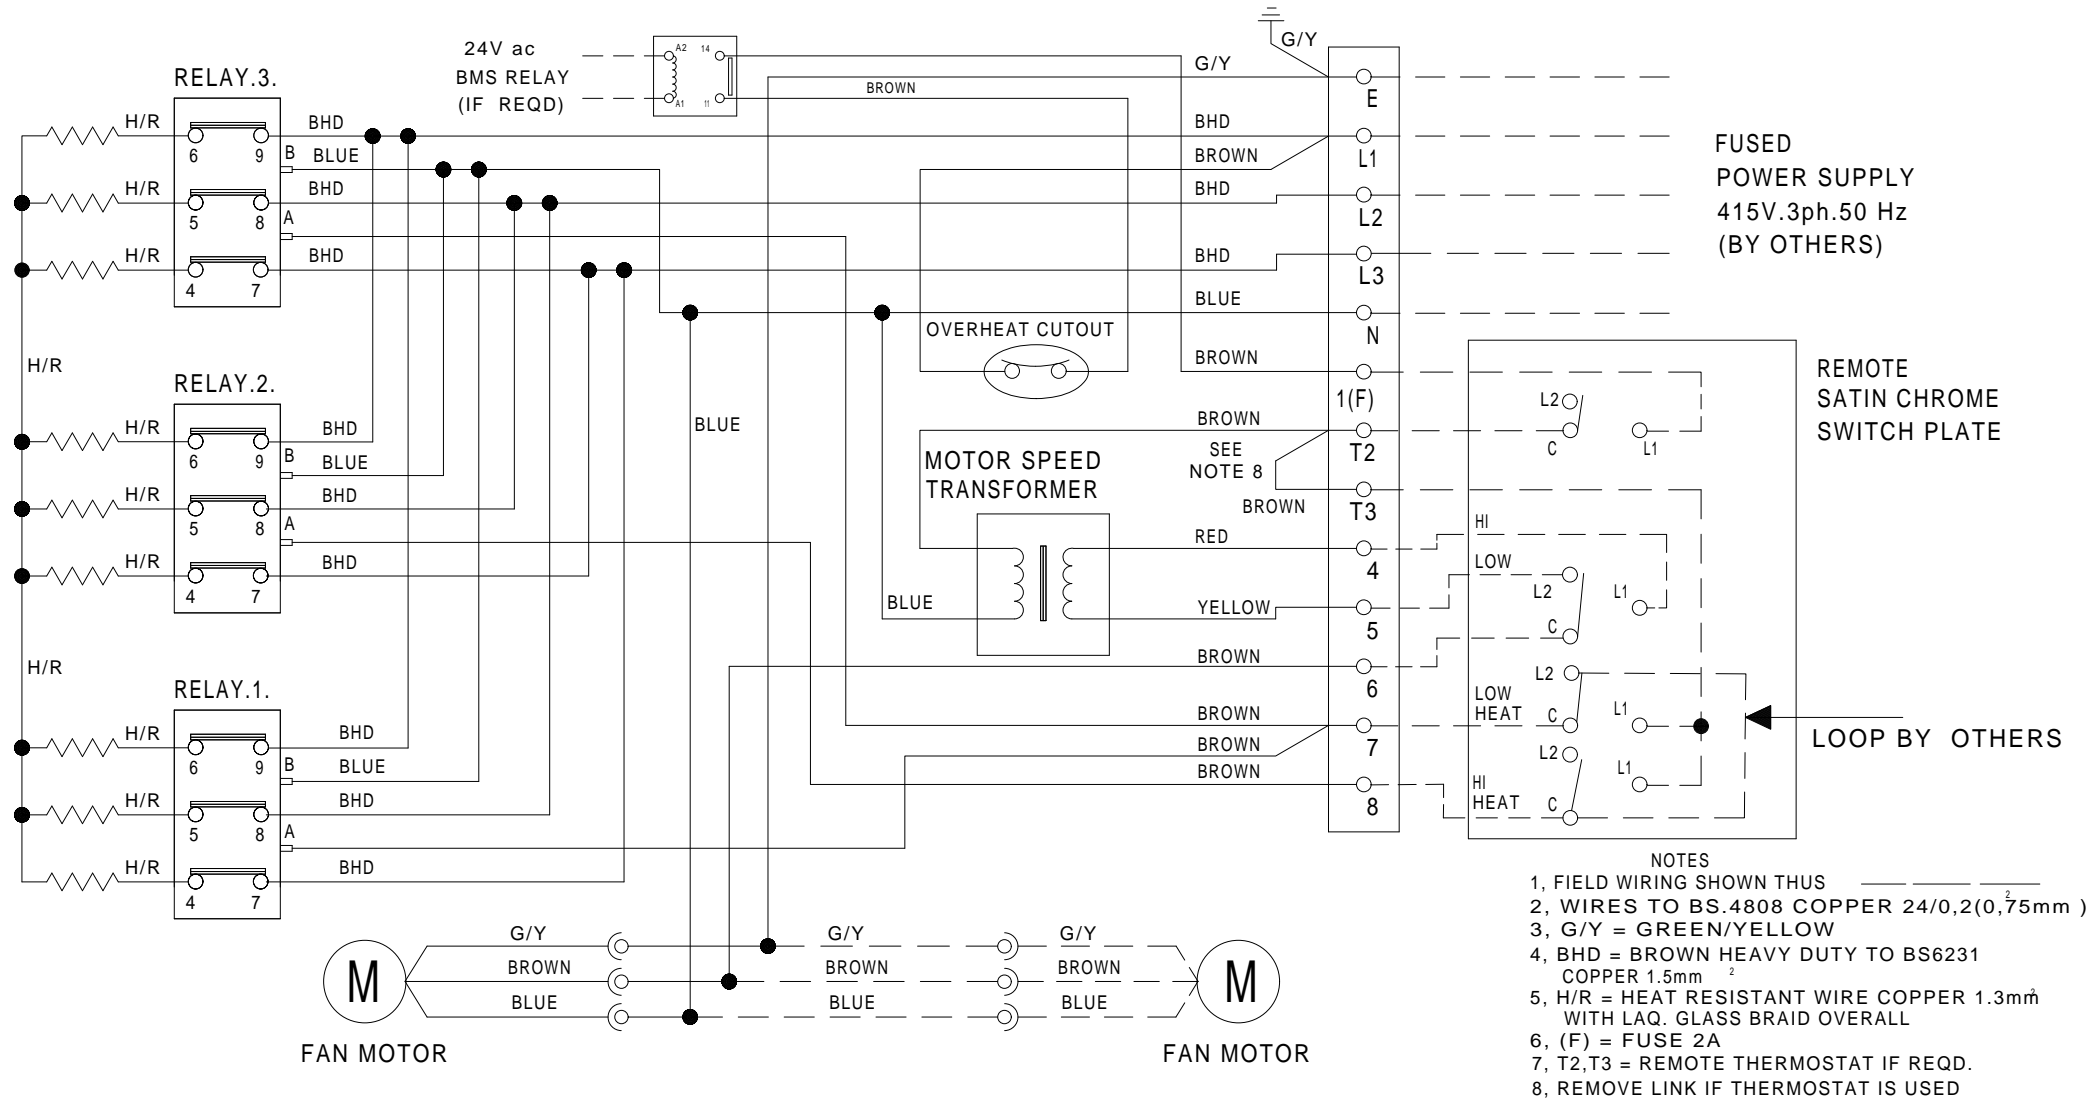 24V ac
BMS RELAY
(IF REQD)
A2
14
A1
11
G/Y
G/Y
BROWN
E
RELAY.3.
H/R
6
9
BHD
B
BLUE
H/R
5
8
BHD
A
H/R
4
7
BHD
BHD
BROWN
L1
BHD
L2
BHD
L3
BLUE
N
FUSED
POWER SUPPLY
415V.3ph.50 Hz
(BY OTHERS)
OVERHEAT CUTOUT
BROWN
1(F)
H/R
RELAY.2.
H/R
6
9
BHD
B
BLUE
H/R
5
8
BHD
A
H/R
4
7
BHD
BLUE
BROWN
SEE
NOTE 8
T2
BROWN
T3
MOTOR SPEED
TRANSFORMER
RED
4
BLUE
YELLOW
5
BROWN
6
BROWN
7
BROWN
BROWN
8
REMOTE
SATIN CHROME
SWITCH PLATE
L2
C
L1
HI
LOW
L2
L1
C
L2
LOW
HEAT
C
L1
L2
L1
HI
HEAT
C
LOOP BY OTHERS
H/R
RELAY.1.
H/R
6
9
BHD
B
BLUE
H/R
5
8
BHD
A
H/R
4
7
BHD
M
FAN MOTOR
G/Y
BROWN
BLUE
G/Y
BROWN
BLUE
G/Y
BROWN
BLUE
M
FAN MOTOR
NOTES
1, FIELD WIRING SHOWN THUS
2, WIRES TO BS.4808 COPPER 24/0,2(0,75mm²)
3, G/Y = GREEN/YELLOW
4, BHD = BROWN HEAVY DUTY TO BS6231
COPPER 1.5mm²
5, H/R = HEAT RESISTANT WIRE COPPER 1.3mm²
WITH LAQ. GLASS BRAID OVERALL
6, (F) = FUSE 2A
7, T2,T3 = REMOTE THERMOSTAT IF REQD.
8, REMOVE LINK IF THERMOSTAT IS USED